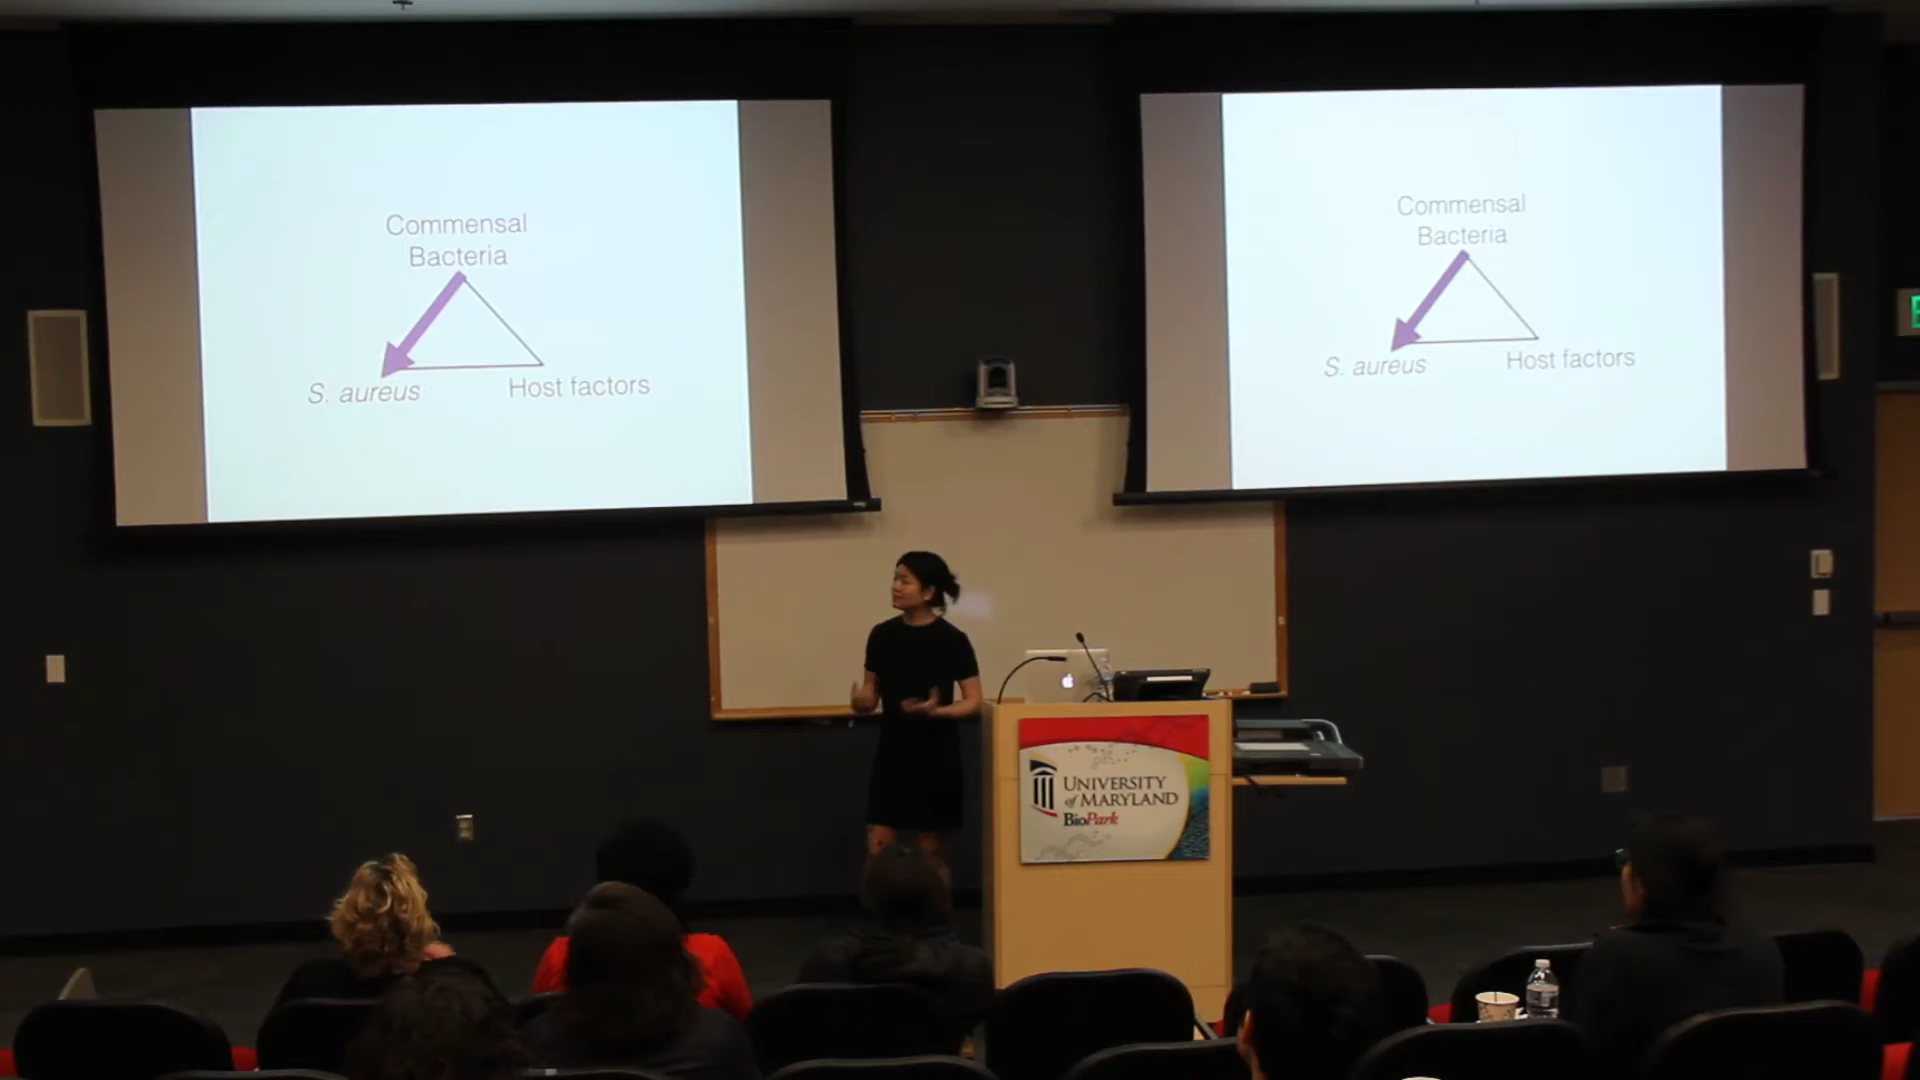 Commensal
Bacteria
S. aureus
Host factors
Commensal
Bacteria
S. aureus
Host factors
UNIVERSITY
of MARYLAND
BioPark